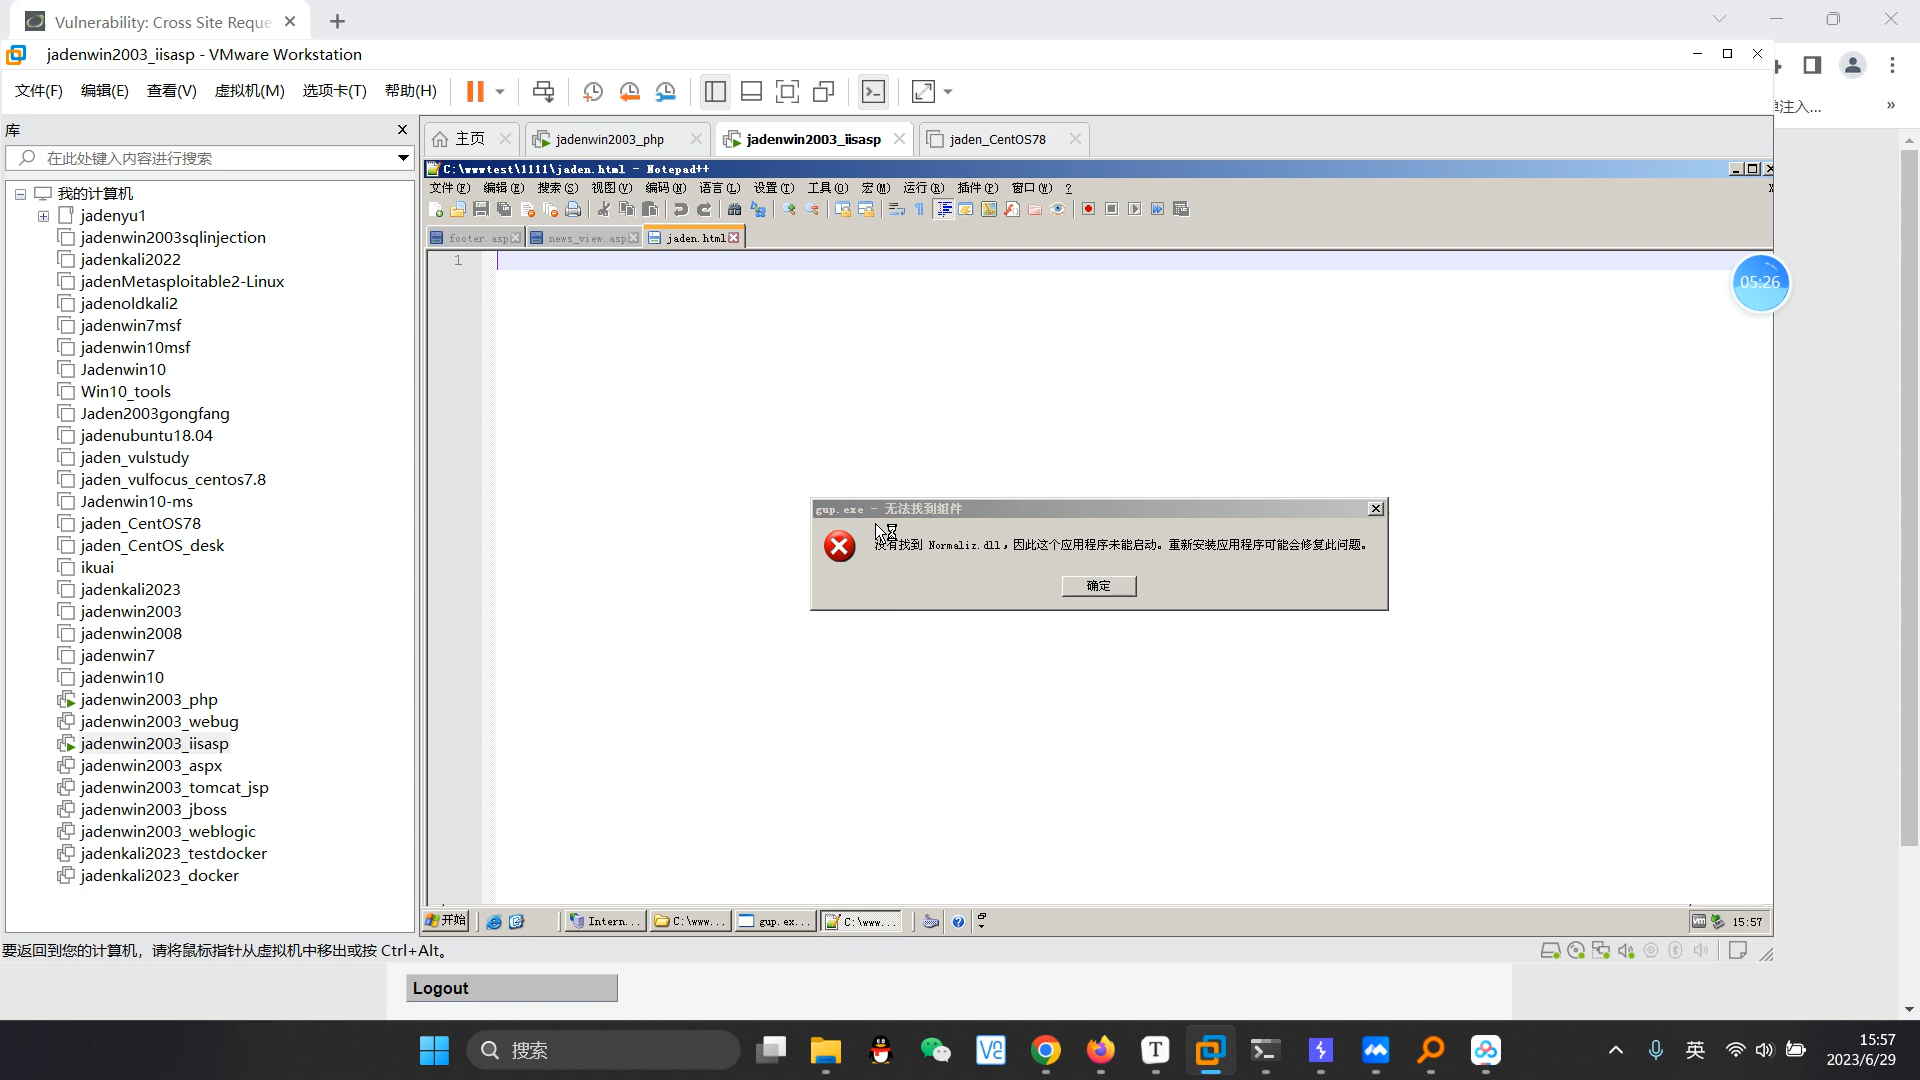 Vulnerability: Cross Site Reque
jadenwin2003_iisasp - VMware Workstation
文件(F) 编辑(E) 查看(V) 虚拟机(M) 选项卡(T) 帮助(H)
注入...
库
在此处键入内容进行搜索
主页 jadenwin2003_php jadenwin2003_iisasp jaden_CentOS78
C:\wwwtest\1111\jaden.html - Notepad++
文件(F) 编辑(E) 搜索(S) 视图(V) 编码(N) 语言(L) 设置(T) 工具(O) 宏(M) 运行(R) 插件(P) 窗口(W) ?
footer.asp news_view.asp jaden.html
1
05:26
我的计算机
jadenyu1
jadenwin2003sqlinjection
jadenkali2022
jadenMetasploitable2-Linux
jadenoldkali2
jadenwin7msf
jadenwin10msf
Jadenwin10
Win10_tools
Jaden2003gongfang
jadenubuntu18.04
jaden_vulstudy
jaden_vulfocus_centos7.8
Jadenwin10-ms
jaden_CentOS78
jaden_CentOS_desk
ikuai
jadenkali2023
jadenwin2003
jadenwin2008
jadenwin7
jadenwin10
jadenwin2003_php
jadenwin2003_webug
jadenwin2003_iisasp
jadenwin2003_aspx
jadenwin2003_tomcat_jsp
jadenwin2003_jboss
jadenwin2003_weblogic
jadenkali2023_testdocker
jadenkali2023_docker
gup.exe - 无法找到组件
没有找到 Normaliz.dll，因此这个应用程序未能启动。重新安装应用程序可能会修复此问题。
确定
开始 Intern... C:\www... gup.ex... C:\www... 15:57
要返回到您的计算机，请将鼠标指针从虚拟机中移出或按 Ctrl+Alt。
Logout
搜索
英
15:57
2023/6/29